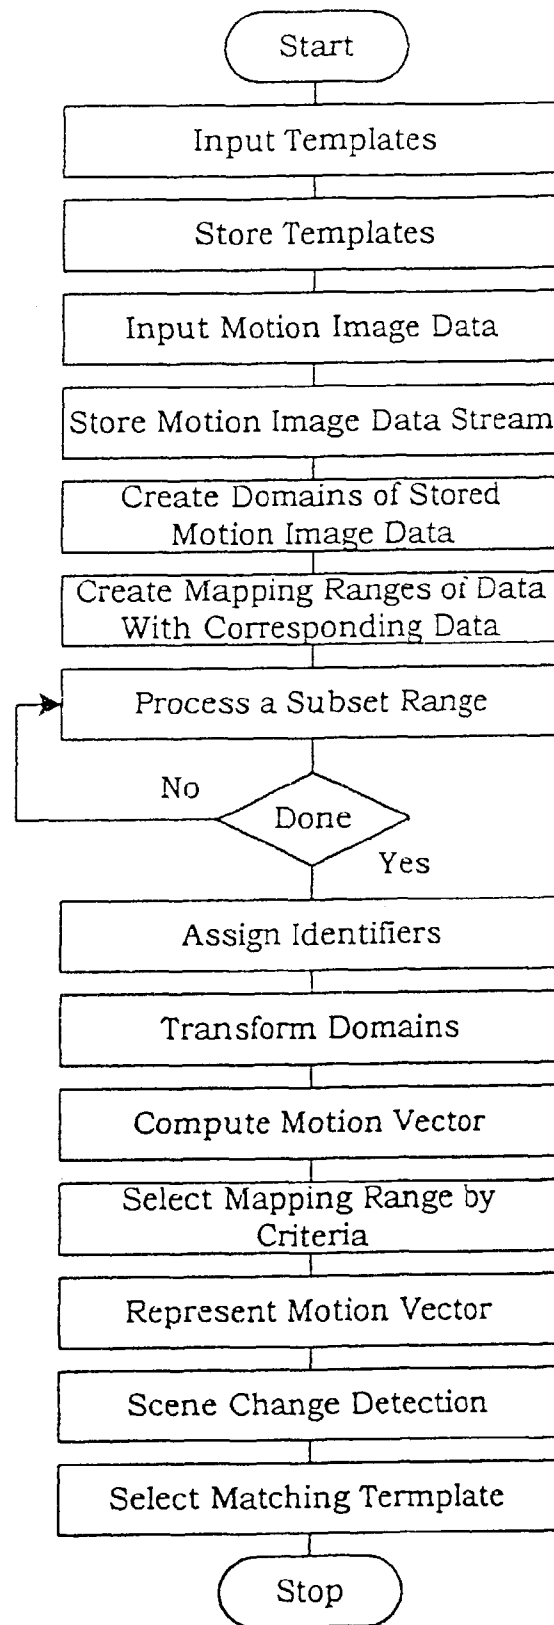 Start
Input Templates
Store Templates
Input Motion Image Data
Store Motion Image Data Stream
Create Domains of Stored
Motion Image Data
Create Mapping Ranges of Data
With Corresponding Data
Process a Subset Range
No
Done
Yes
Assign Identifiers
Transform Domains
Compute Motion Vector
Select Mapping Range by
Criteria
Represent Motion Vector
Scene Change Detection
Select Matching Termplate
Stop